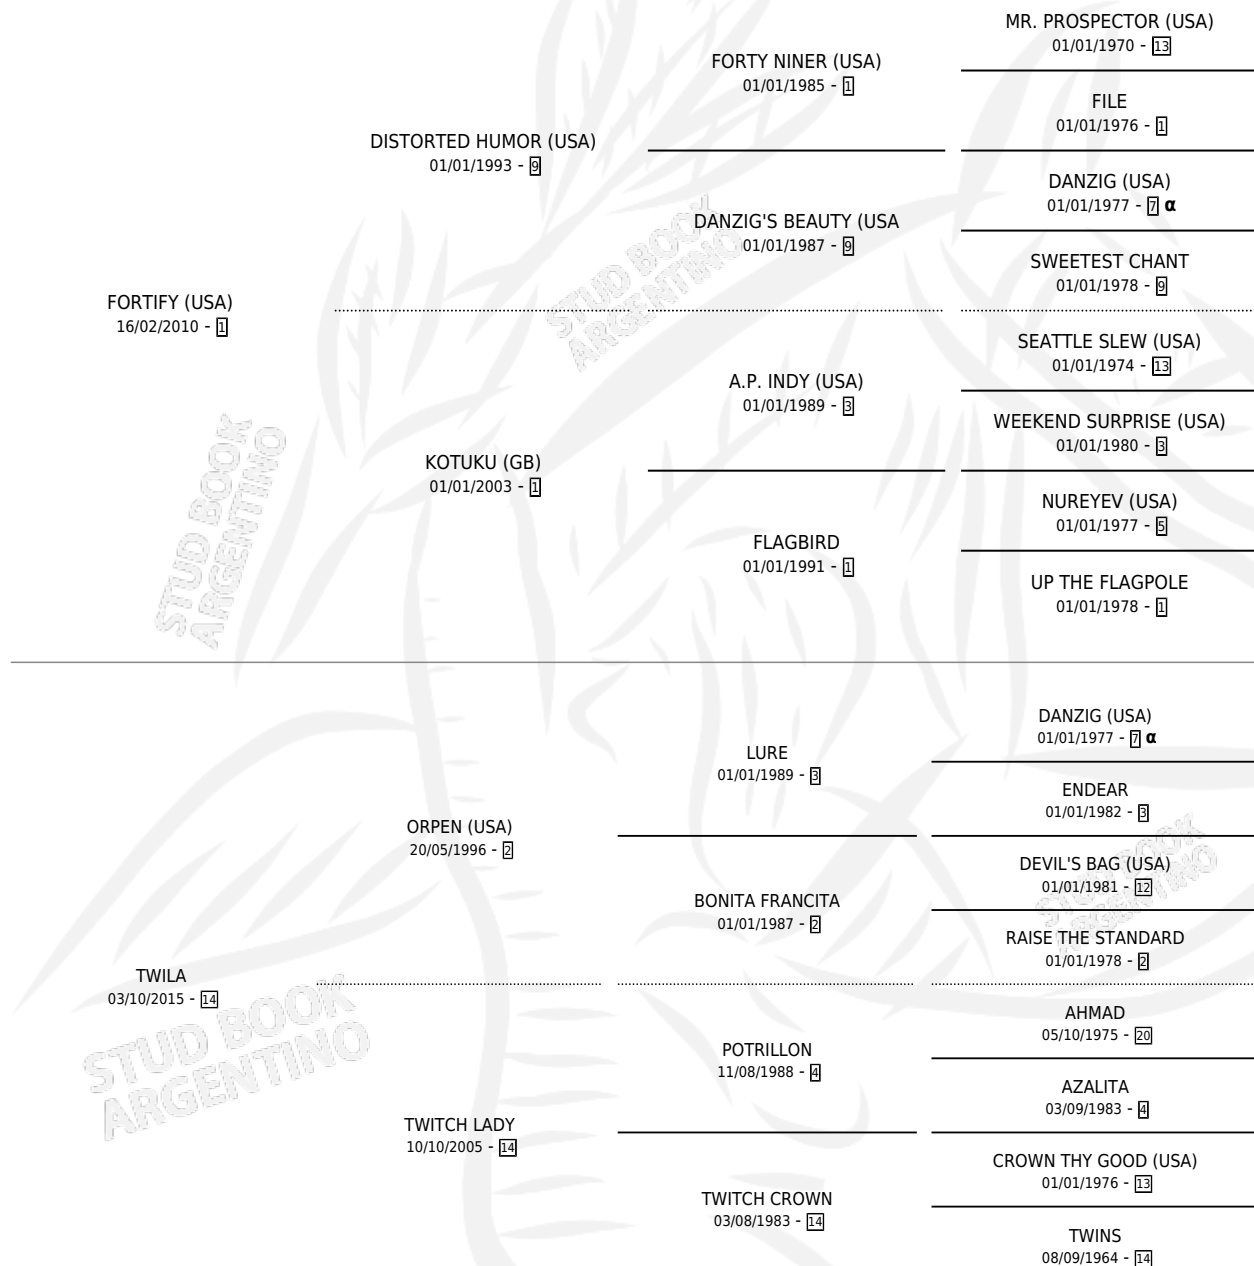 MR. PROSPECTOR (USA)
01/01/1970 - 13
FORTY NINER (USA)
01/01/1985 - 1
FILE
01/01/1976 - 1
DISTORTED HUMOR (USA)
01/01/1993 - 9
DANZIG (USA)
01/01/1977 - 7 α
DANZIG'S BEAUTY (USA
01/01/1987 - 9
SWEETEST CHANT
01/01/1978 - 9
STUD BOOK
ARGENTINO
FORTIFY (USA)
16/02/2010 - 1
SEATTLE SLEW (USA)
01/01/1974 - 13
A.P. INDY (USA)
01/01/1989 - 3
WEEKEND SURPRISE (USA)
01/01/1980 - 3
KOTUKU (GB)
01/01/2003 - 1
NUREYEV (USA)
01/01/1977 - 5
FLAGBIRD
01/01/1991 - 1
UP THE FLAGPOLE
01/01/1978 - 1
STUD BOOK
ARGENTINO
DANZIG (USA)
01/01/1977 - 7 α
LURE
01/01/1989 - 3
ENDEAR
01/01/1982 - 3
ORPEN (USA)
20/05/1996 - 2
DEVIL'S BAG (USA)
01/01/1981 - 12
BONITA FRANCITA
01/01/1987 - 2
RAISE THE STANDARD
01/01/1978 - 2
STUD BOOK
ARGENTINO
TWILA
03/10/2015 - 14
AHMAD
05/10/1975 - 20
POTRILLON
11/08/1988 - 4
AZALITA
03/09/1983 - 4
STUD BOOK
ARGENTINO
TWITCH LADY
10/10/2005 - 14
CROWN THY GOOD (USA)
01/01/1976 - 13
TWITCH CROWN
03/08/1983 - 14
TWINS
08/09/1964 - 14